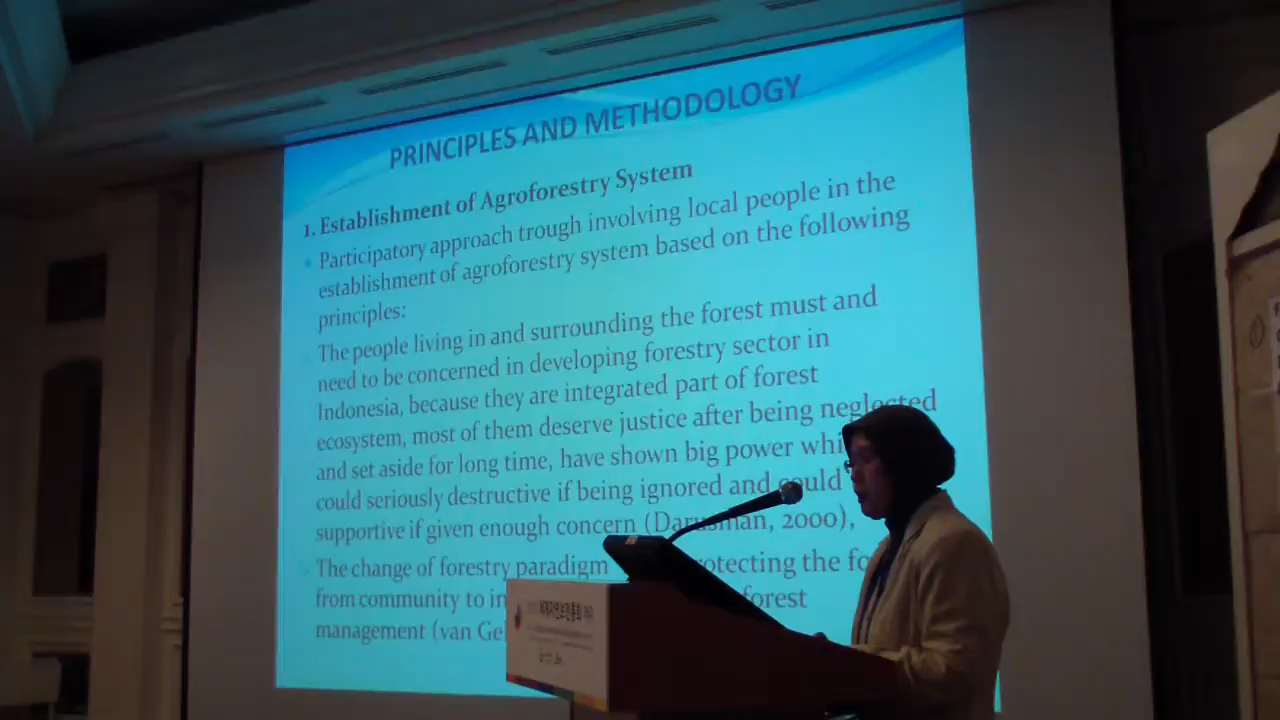 PRINCIPLES AND METHODOLOGY
1. Establishment of Agroforestry System
Participatory approach trough involving local people in the
establishment of agroforestry system based on the following
principles:
The people living in and surrounding the forest must and
need to be concerned in developing forestry sector in
Indonesia, because they are integrated part of forest
ecosystem, most of them deserve justice after being neglected
and set aside for long time, have shown big power
could seriously destructive if being ignored and could
supportive if given enough concern (Darusman, 2000),
The change of forestry paradigm the
from community to forest
management (van